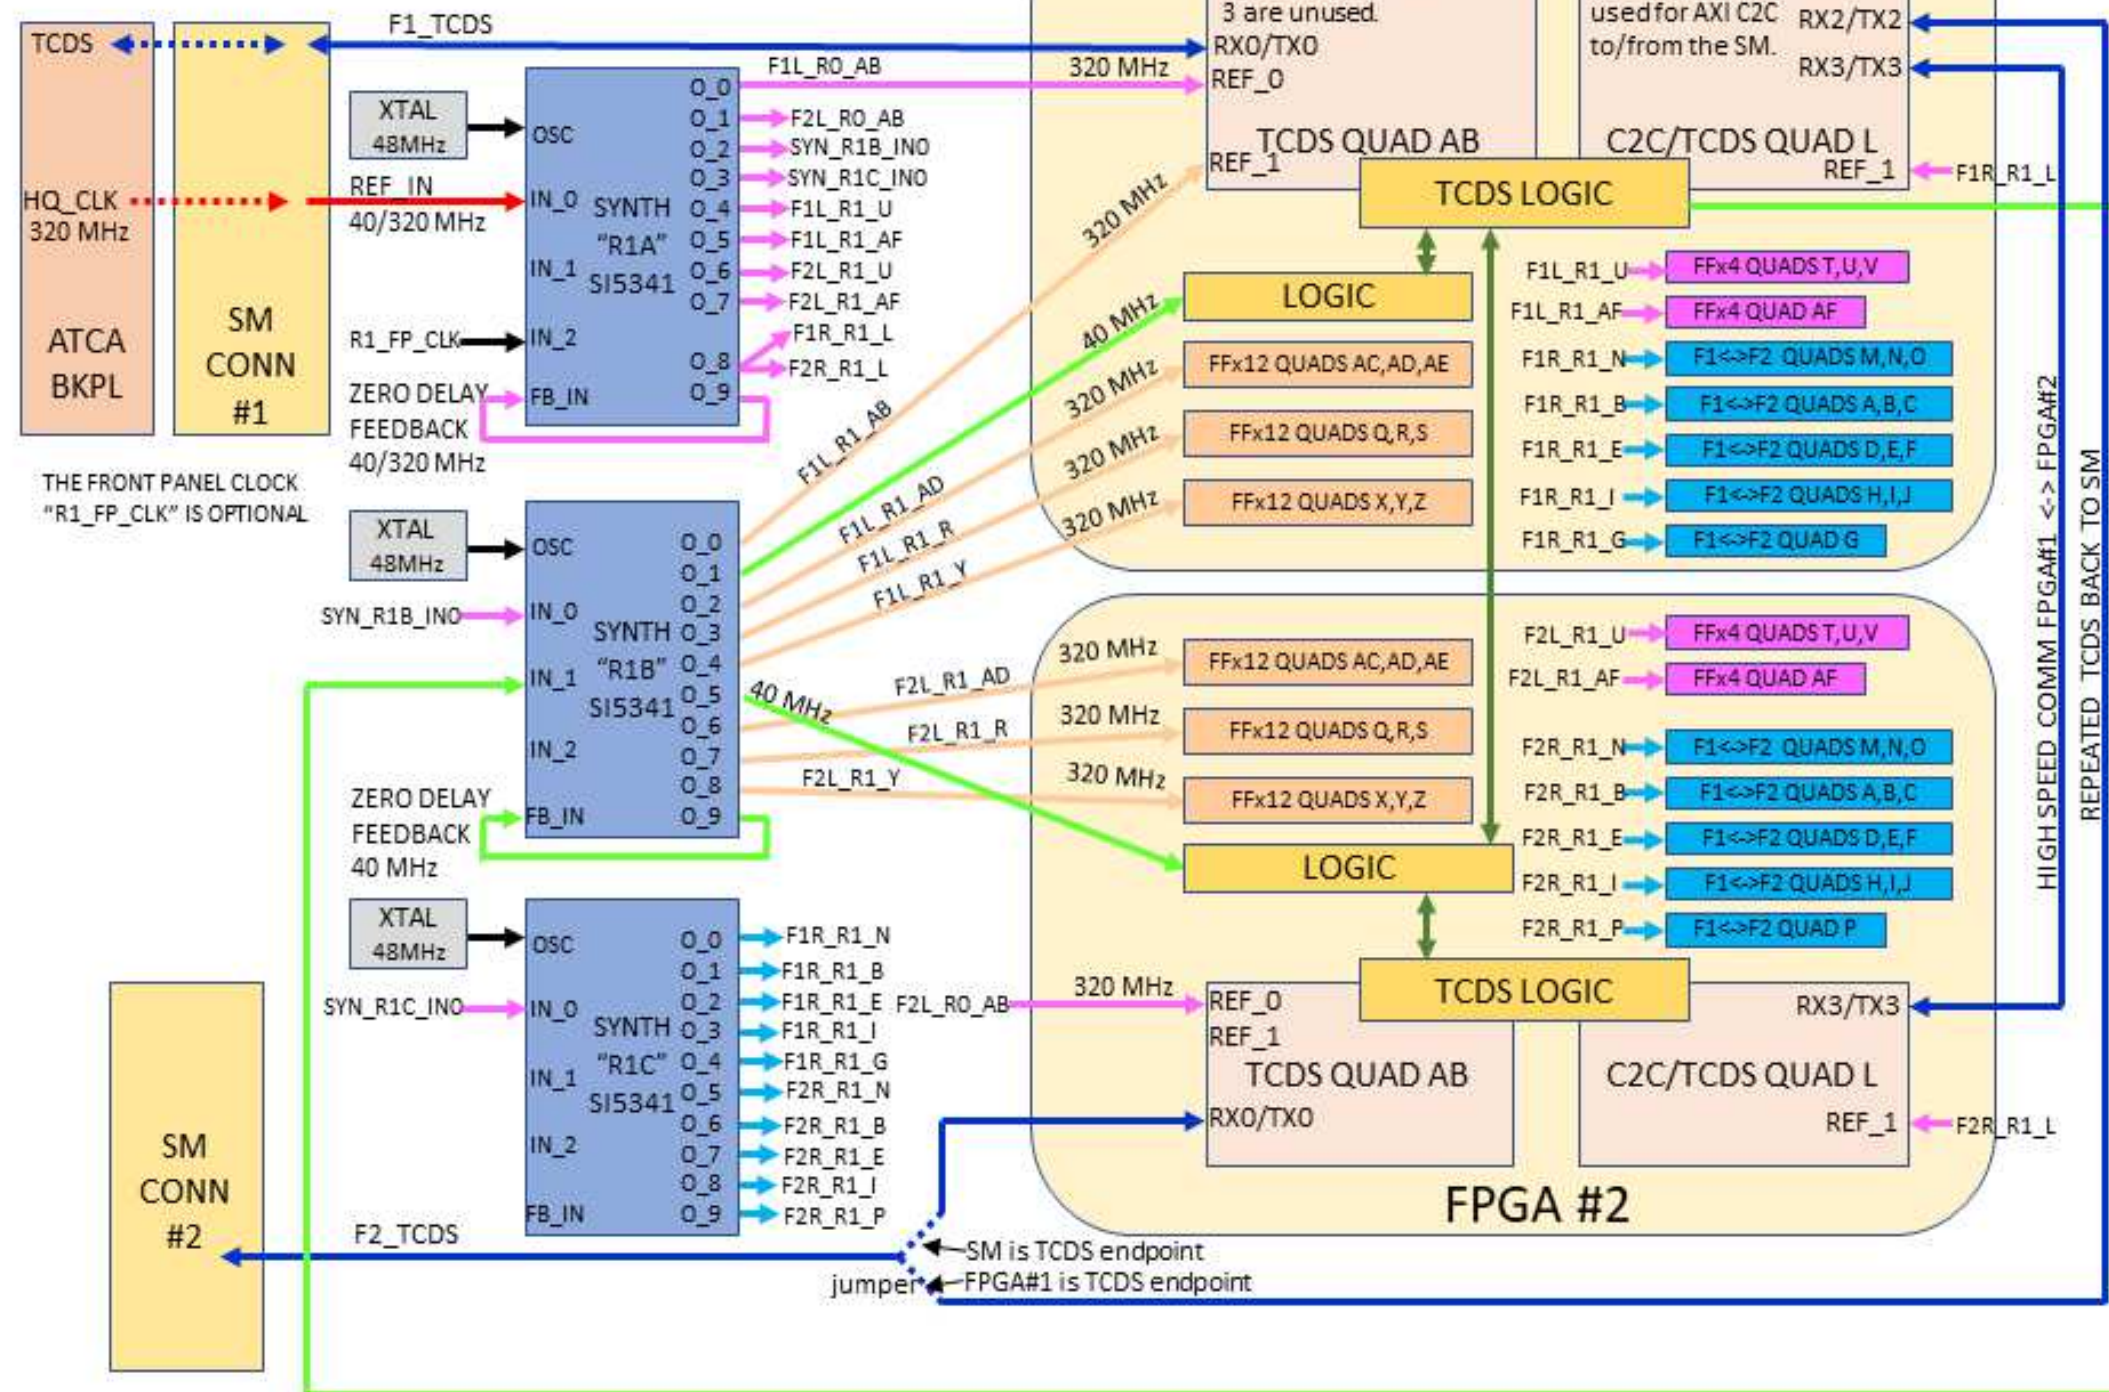 TCDS
HQ_CLK
320 MHz
ATCA
BKPL
SM
CONN
#1
F1_TCDS
XTAL
48MHz
REF_IN
40/320 MHz
R1_FP_CLK
ZERO DELAY
FEEDBACK
40/320 MHz
OSC
IN_0
IN_1
IN_2
FB_IN
SYNTH
"R1A"
SI5341
O_0
O_1
O_2
O_3
O_4
O_5
O_6
O_7
O_8
O_9
F1L_R0_AB
F2L_R0_AB
SYN_R1B_IN0
SYN_R1C_IN0
F1L_R1_U
F1L_R1_AF
F2L_R1_U
F2L_R1_AF
F1R_R1_L
F2R_R1_L
THE FRONT PANEL CLOCK
"R1_FP_CLK" IS OPTIONAL
XTAL
48MHz
SYN_R1B_IN0
ZERO DELAY
FEEDBACK
40 MHz
OSC
IN_0
IN_1
IN_2
FB_IN
SYNTH
"R1B"
SI5341
O_0
O_1
O_2
O_3
O_4
O_5
O_6
O_7
O_8
O_9
F1L_R1_AB
F1L_R1_AD
F1L_R1_R
F1L_R1_Y
F2L_R1_AD
F2L_R1_R
F2L_R1_Y
40 MHz
XTAL
48MHz
SYN_R1C_IN0
OSC
IN_0
IN_1
IN_2
FB_IN
SYNTH
"R1C"
SI5341
O_0
O_1
O_2
O_3
O_4
O_5
O_6
O_7
O_8
O_9
F1R_R1_N
F1R_R1_B
F1R_R1_E
F1R_R1_I
F1R_R1_G
F2R_R1_N
F2R_R1_B
F2R_R1_E
F2R_R1_I
F2R_R1_P
SM
CONN
#2
F2_TCDS
jumper
SM is TCDS endpoint
FPGA#1 is TCDS endpoint
3 are unused.
RX0/TX0
320 MHz
REF_0
TCDS QUAD AB
REF_1
320 MHz
used for AXI C2C
to/from the SM.
RX2/TX2
RX3/TX3
C2C/TCDS QUAD L
REF_1
F1R_R1_L
TCDS LOGIC
40 MHz
LOGIC
320 MHz
FFx12 QUADS AC,AD,AE
320 MHz
FFx12 QUADS Q,R,S
320 MHz
FFx12 QUADS X,Y,Z
F1L_R1_U
FFx4 QUADS T,U,V
F1L_R1_AF
FFx4 QUAD AF
F1R_R1_N
F1<->F2 QUADS M,N,O
F1R_R1_B
F1<->F2 QUADS A,B,C
F1R_R1_E
F1<->F2 QUADS D,E,F
F1R_R1_I
F1<->F2 QUADS H,I,J
F1R_R1_G
F1<->F2 QUAD G
320 MHz
FFx12 QUADS AC,AD,AE
320 MHz
FFx12 QUADS Q,R,S
320 MHz
FFx12 QUADS X,Y,Z
LOGIC
F2L_R1_U
FFx4 QUADS T,U,V
F2L_R1_AF
FFx4 QUAD AF
F2R_R1_N
F1<->F2 QUADS M,N,O
F2R_R1_B
F1<->F2 QUADS A,B,C
F2R_R1_E
F1<->F2 QUADS D,E,F
F2R_R1_I
F1<->F2 QUADS H,I,J
F2R_R1_P
F1<->F2 QUAD P
TCDS LOGIC
F2L_R0_AB
320 MHz
REF_0
REF_1
TCDS QUAD AB
RX0/TX0
RX3/TX3
C2C/TCDS QUAD L
REF_1
F2R_R1_L
FPGA #2
HIGH SPEED COMM FPGA#1 <-> FPGA#2
REPEATED TCDS BACK TO SM